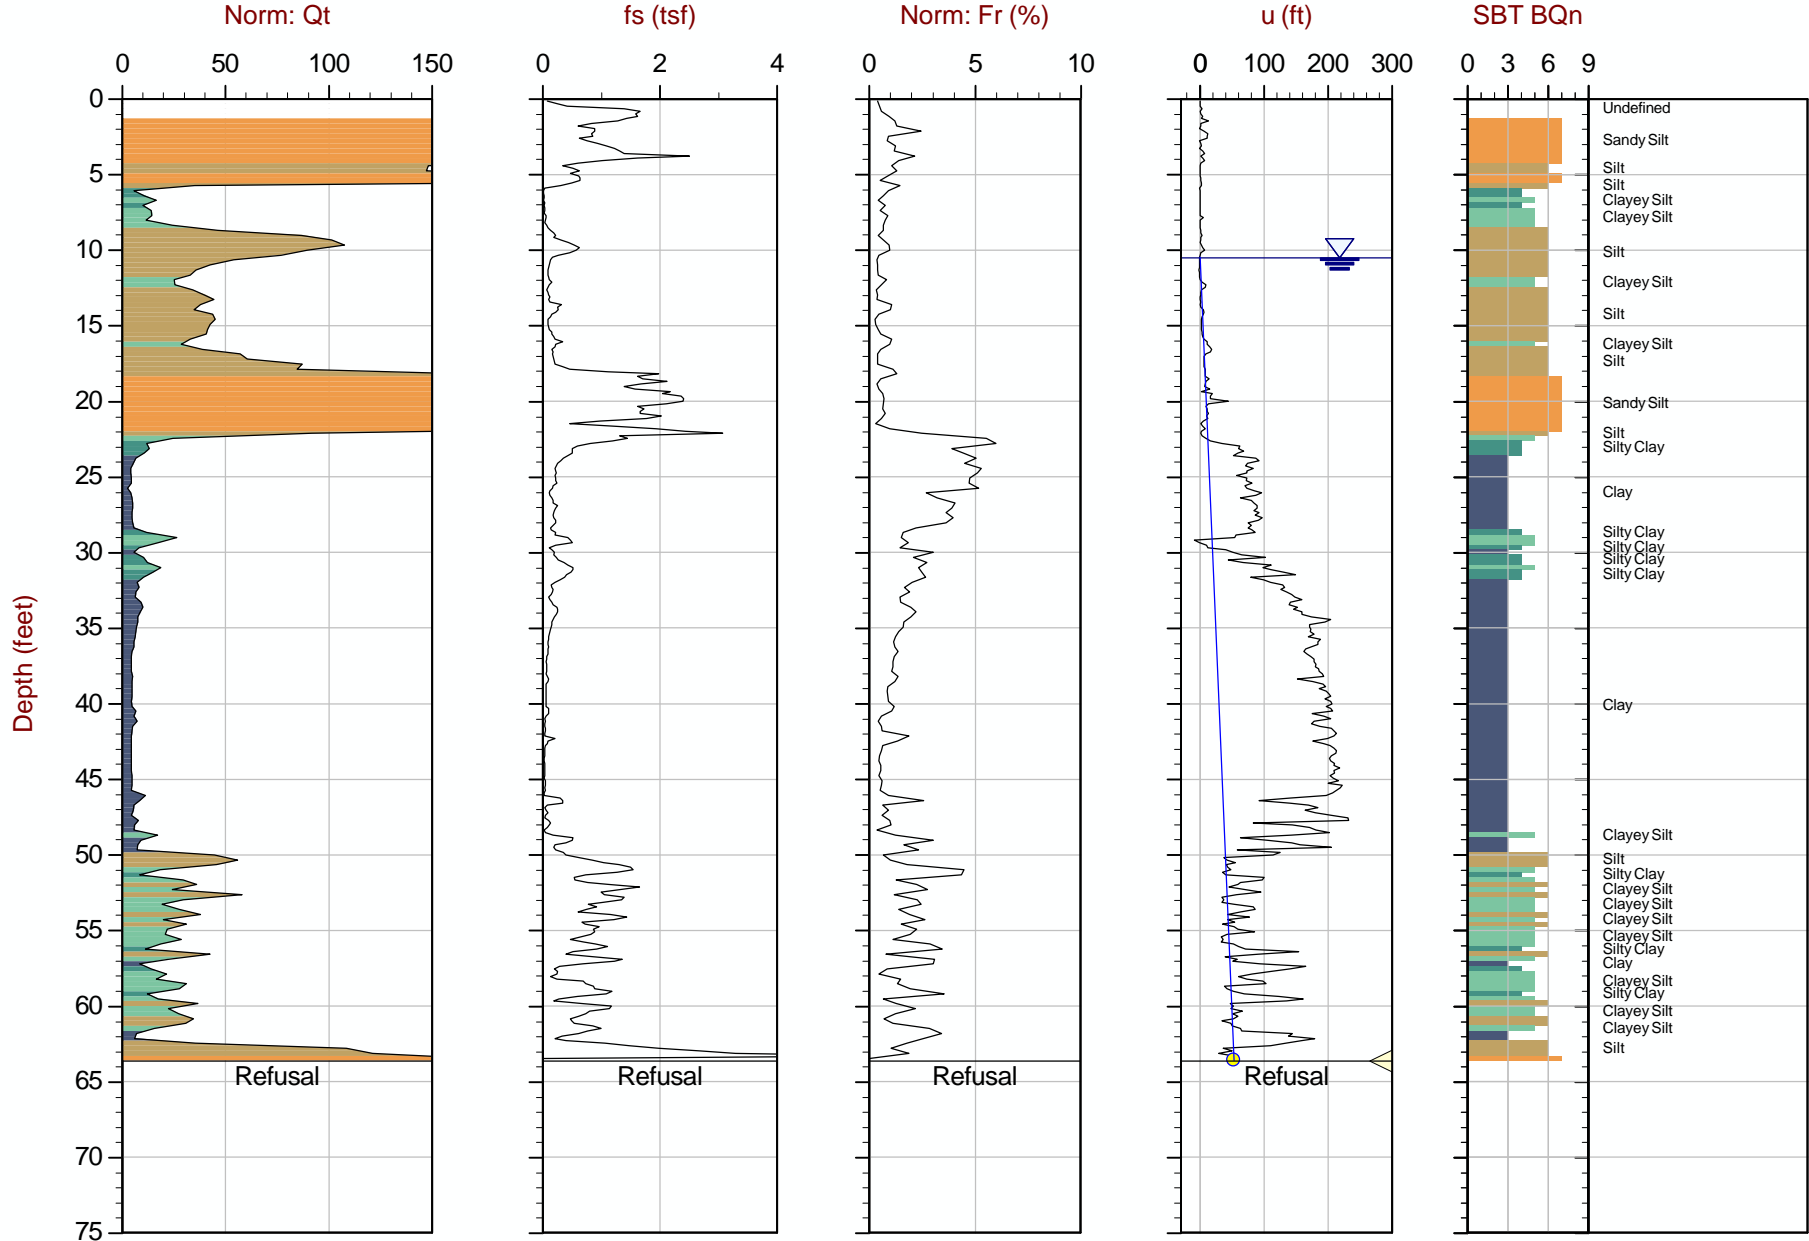 Norm: Qt
fs (tsf)
Norm: Fr (%)
u (ft)
SBT BQn
0 50 100 150
0 2 4
0 5 10
0 100 200 300
0 3 6 9
Depth (feet)
0
5
10
15
20
25
30
35
40
45
50
55
60
65
70
75
Undefined
Sandy Silt
Silt
Silt
Clayey Silt
Clayey Silt
Silt
Clayey Silt
Silt
Clayey Silt
Silt
Sandy Silt
Silt
Silty Clay
Clay
Silty Clay
Silty Clay
Silty Clay
Silty Clay
Clay
Clayey Silt
Silt
Silty Clay
Clayey Silt
Clayey Silt
Clayey Silt
Clayey Silt
Silty Clay
Clay
Clayey Silt
Silty Clay
Clayey Silt
Clayey Silt
Silt
Refusal
Refusal
Refusal
Refusal